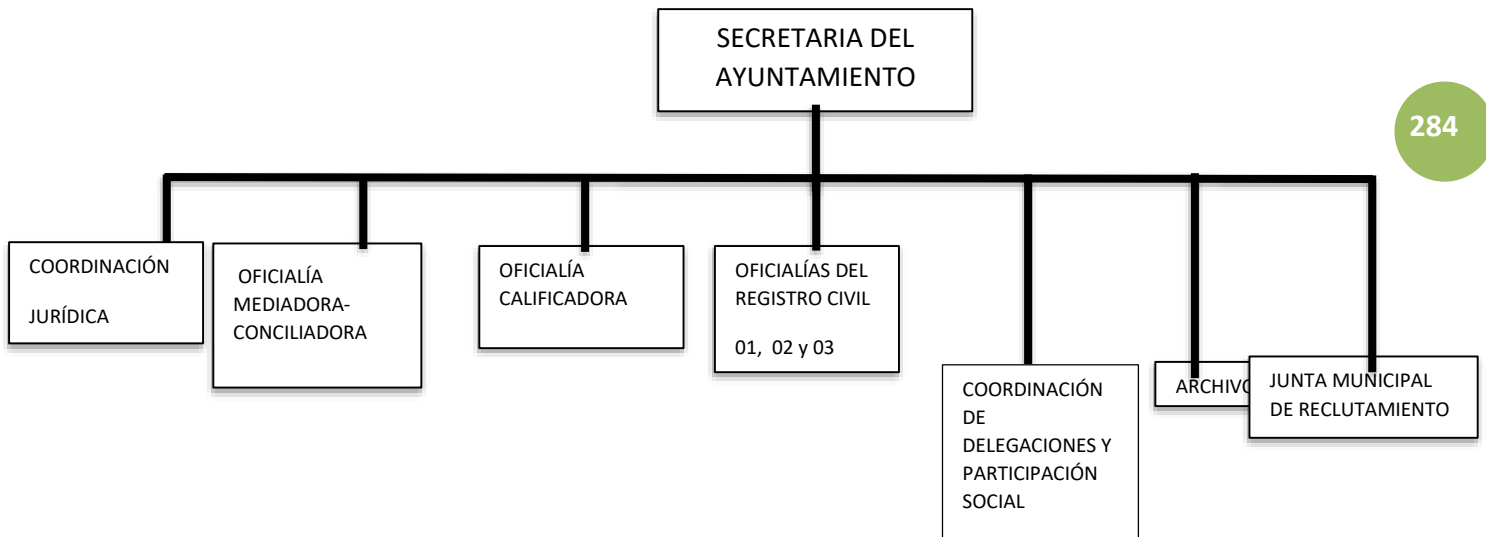 SECRETARIA DEL
AYUNTAMIENTO
284
COORDINACIÓN
JURÍDICA
OFICIALÍA
MEDIADORA-
CONCILIADORA
OFICIALÍA
CALIFICADORA
OFICIALÍAS DEL
REGISTRO CIVIL
01, 02 y 03
COORDINACIÓN
DE
DELEGACIONES Y
PARTICIPACIÓN
SOCIAL
ARCHIVO
JUNTA MUNICIPAL
DE RECLUTAMIENTO